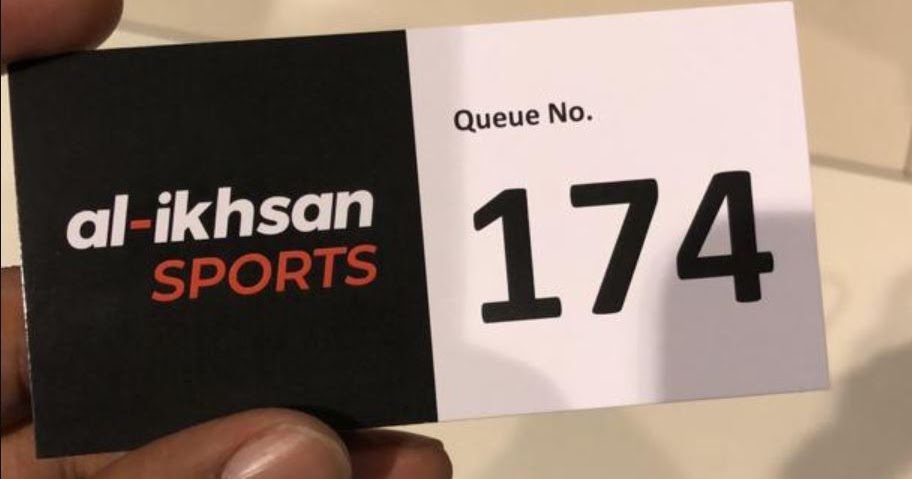 al-ikhsan
SPORTS
Queue No.
174